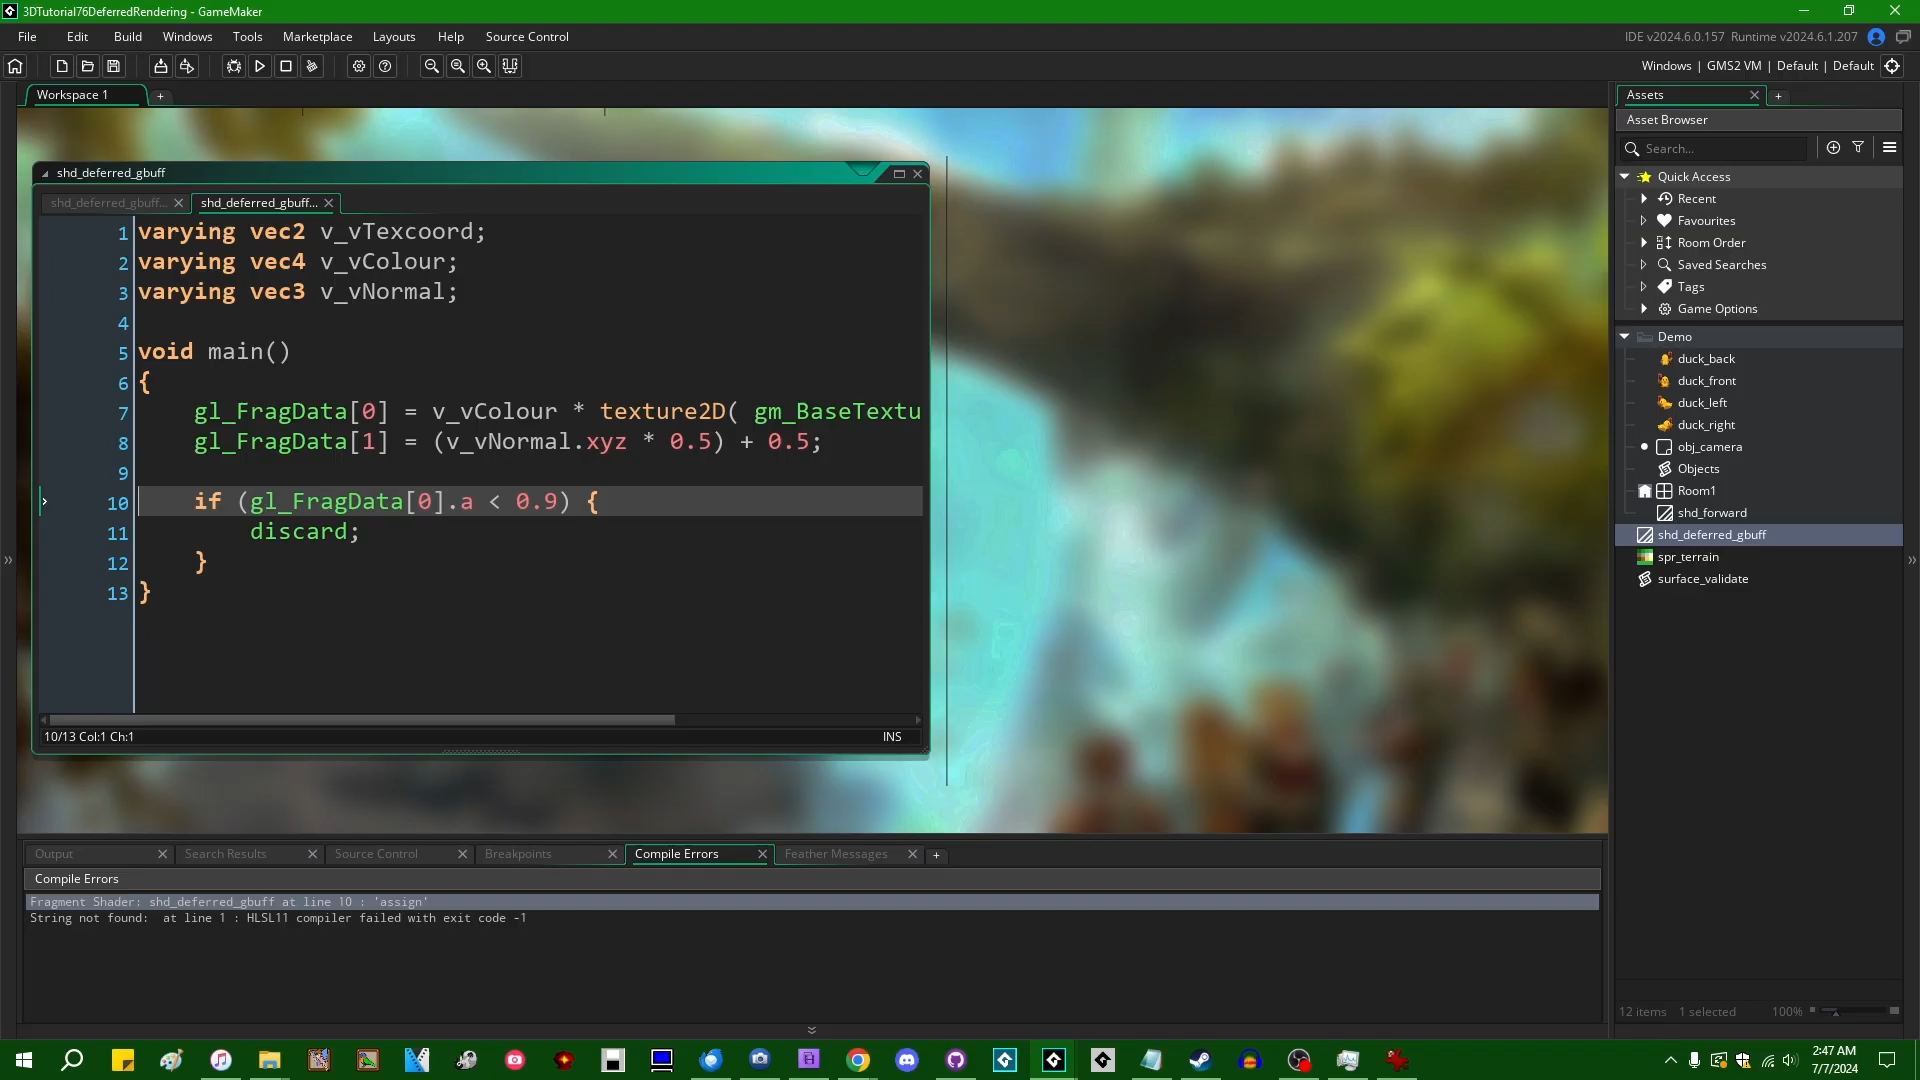 3DTutorial76DeferredRendering - GameMaker
File Edit Build Windows Tools Marketplace Layouts Help Source Control
IDE v2024.6.0.157 Runtime v2024.6.1.207
Windows | GMS2 VM | Default | Default
Workspace 1
shd_deferred_gbuff
shd_deferred_gbuff... shd_deferred_gbuff...
1 varying vec2 v_vTexcoord;
2 varying vec4 v_vColour;
3 varying vec3 v_vNormal;
4
5 void main()
6 {
7 gl_FragData[0] = v_vColour * texture2D( gm_BaseTextu
8 gl_FragData[1] = (v_vNormal.xyz * 0.5) + 0.5;
9
10 if (gl_FragData[0].a < 0.9) {
11 discard;
12 }
13 }
10/13 Col:1 Ch:1 INS
Output Search Results Source Control Breakpoints Compile Errors Feather Messages
Compile Errors
Fragment Shader: shd_deferred_gbuff at line 10 : 'assign'
String not found: at line 1 : HLSL11 compiler failed with exit code -1
Assets
Asset Browser
Search...
Quick Access
Recent
Favourites
Room Order
Saved Searches
Tags
Game Options
Demo
duck_back
duck_front
duck_left
duck_right
obj_camera
Objects
Room1
shd_forward
shd_deferred_gbuff
spr_terrain
surface_validate
12 items 1 selected 100%
2:47 AM
7/7/2024